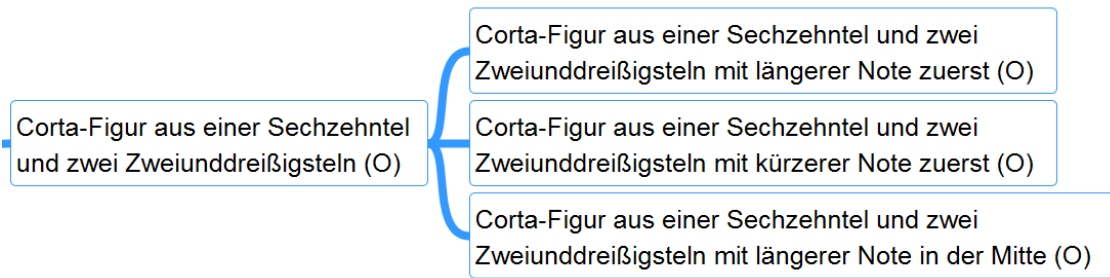 Corta-Figur aus einer Sechzehntel
und zwei Zweiunddreißigsteln (O)
Corta-Figur aus einer Sechzehntel und zwei
Zweiunddreißigsteln mit längerer Note zuerst (O)
Corta-Figur aus einer Sechzehntel und zwei
Zweiunddreißigsteln mit kürzerer Note zuerst (O)
Corta-Figur aus einer Sechzehntel und zwei
Zweiunddreißigsteln mit längerer Note in der Mitte (O)